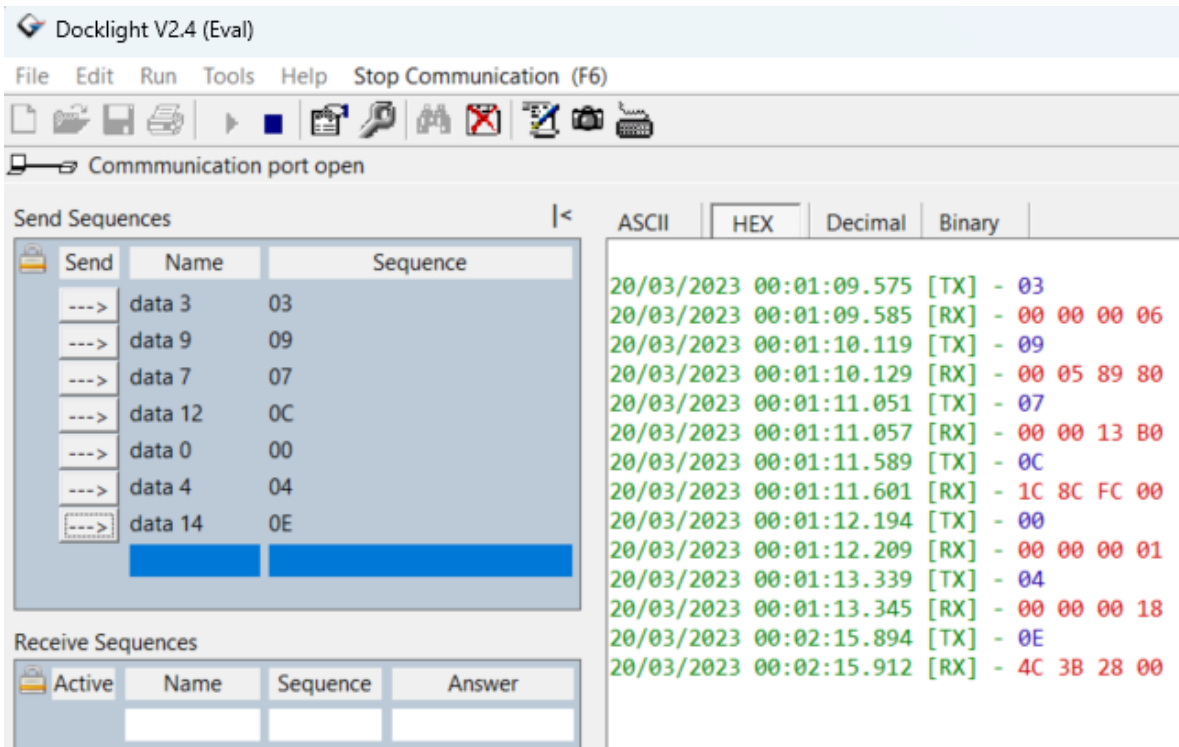 Docklight V2.4 (Eval)
File Edit Run Tools Help Stop Communication (F6)
Commmunication port open
Send Sequences |<
Send Name Sequence
---> data 3 03
---> data 9 09
---> data 7 07
---> data 12 0C
---> data 0 00
---> data 4 04
---> data 14 0E
Receive Sequences
Active Name Sequence Answer
ASCII HEX Decimal Binary
20/03/2023 00:01:09.575 [TX] - 03
20/03/2023 00:01:09.585 [RX] - 00 00 00 06
20/03/2023 00:01:10.119 [TX] - 09
20/03/2023 00:01:10.129 [RX] - 00 05 89 80
20/03/2023 00:01:11.051 [TX] - 07
20/03/2023 00:01:11.057 [RX] - 00 00 13 B0
20/03/2023 00:01:11.589 [TX] - 0C
20/03/2023 00:01:11.601 [RX] - 1C 8C FC 00
20/03/2023 00:01:12.194 [TX] - 00
20/03/2023 00:01:12.209 [RX] - 00 00 00 01
20/03/2023 00:01:13.339 [TX] - 04
20/03/2023 00:01:13.345 [RX] - 00 00 00 18
20/03/2023 00:02:15.894 [TX] - 0E
20/03/2023 00:02:15.912 [RX] - 4C 3B 28 00